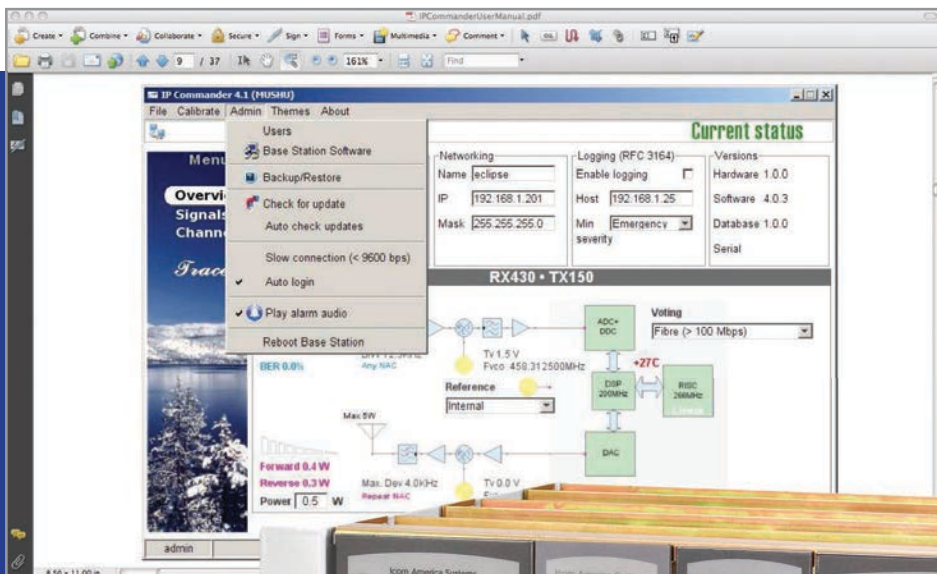 IPCommanderUserManual.pdf
Create Combine Collaborate Secure Sign Forms Multimedia Comment
9 / 37 161% Find
IP Commander 4.1 (MUSHU)
File Calibrate Admin Themes About
Users
Base Station Software
Backup/Restore
Check for update
Auto check updates
Slow connection (< 9600 bps)
Auto login
Play alarm audio
Reboot Base Station
Current status
Menu
Overvi
Signals
Chann
Trace
Networking
Name eclipse
IP 192.168.1.201
Mask 255.255.255.0
Logging (RFC 3164)
Enable logging
Host 192.168.1.25
Min severity Emergency
Versions
Hardware 1.0.0
Software 4.0.3
Database 1.0.0
Serial
RX430 • TX150
BER 0.0%
Any NAC
Tv 1.5 V
Fvco 458.312500MHz
ADC+
DDC
Voting
Fibre (> 100 Mbps)
+27C
Reference
Internal
DSP
200MHz
RISC
266MHz
Max 5W
DAC
Forward 0.4 W
Reverse 0.3 W
Power 0.5 W
Max. Dev 4.0KHz
Repeat NAC
Tv 0.0 V
admin
8.50 x 11.00 in
Icom America Systems